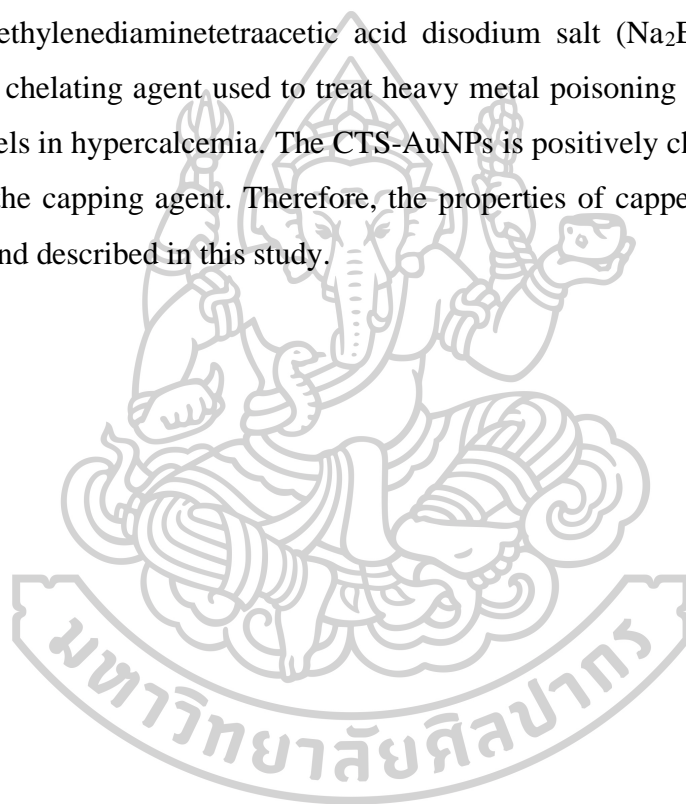 ethylenediaminetetraacetic acid disodium salt (Na₂E
chelating agent used to treat heavy metal poisoning
els in hypercalcemia. The CTS-AuNPs is positively c
the capping agent. Therefore, the properties of cappe
nd described in this study.
มหาวิทยาลัยศิลปากร